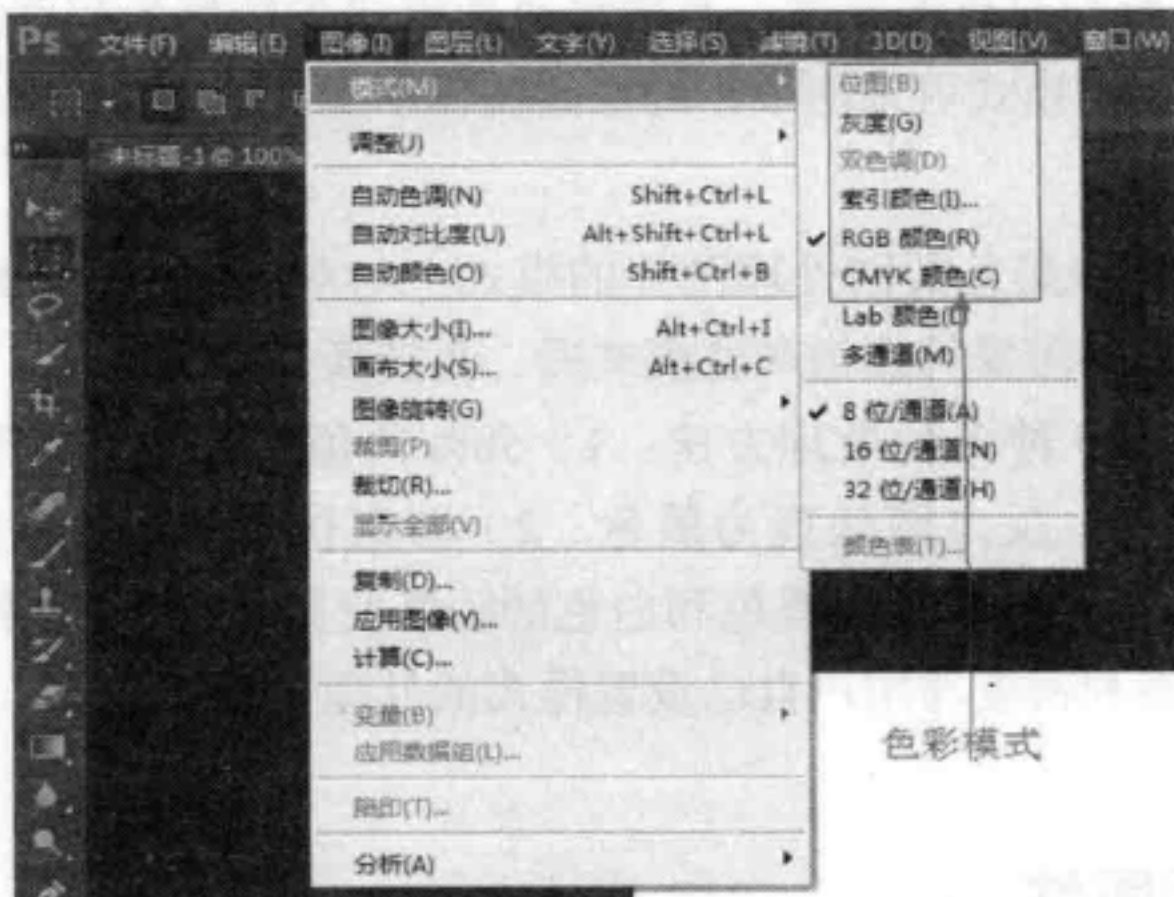 Ps 文件(F) 编辑(E) 图像(I) 图层(L) 文字(Y) 选择(S) 滤镜(T) 3D(D) 视图(V) 窗口(W)
未标题-1 @ 100%
模式(M)
调整(J)
自动色调(N) Shift+Ctrl+L
自动对比度(U) Alt+Shift+Ctrl+L
自动颜色(O) Shift+Ctrl+B
图像大小(I)... Alt+Ctrl+I
画布大小(S)... Alt+Ctrl+C
图像旋转(G)
裁剪(P)
裁切(R)...
显示全部(V)
复制(D)...
应用图像(Y)...
计算(C)...
变量(B)
应用数据组(L)...
陷印(T)...
分析(A)
位图(B)
灰度(G)
双色调(D)
索引颜色(I)...
RGB 颜色(R)
CMYK 颜色(C)
Lab 颜色(L)
多通道(M)
8 位/通道(A)
16 位/通道(N)
32 位/通道(H)
颜色表(T)...
色彩模式